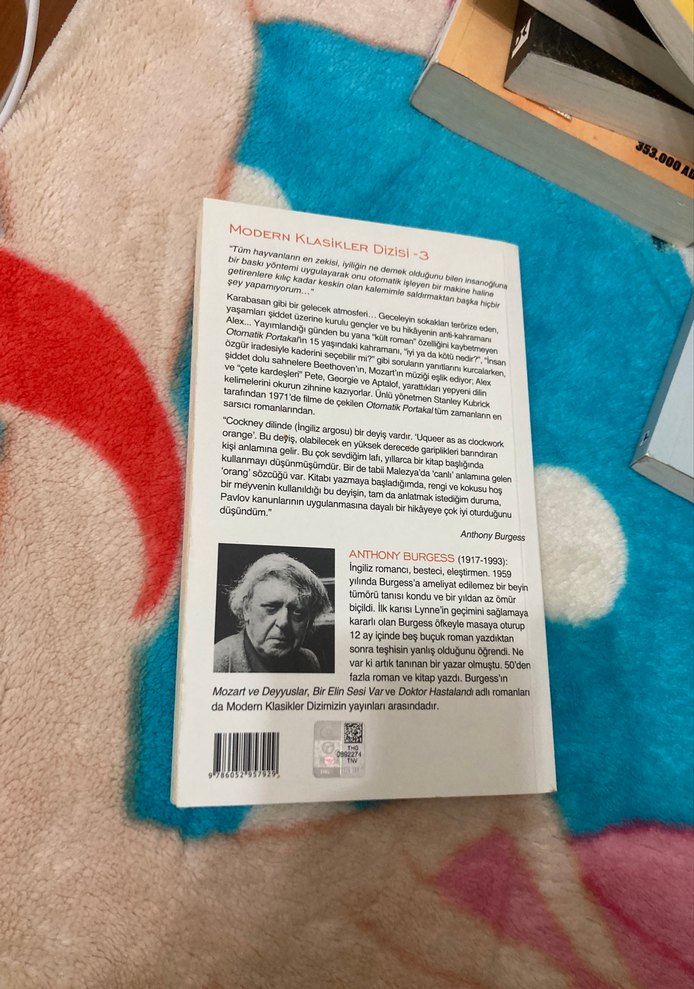 353.000 AD
MODERN KLASİKLER DİZİSİ -3
"Tüm hayvanların en zekisi, iyiliğin ne demek olduğunu bilen insanoğluna
bir baskı yöntemi uygulayarak onu otomatik işleyen bir makine haline
getirenlere kılıç kadar keskin olan kalemimle saldırmaktan başka hiçbir
şey yapamıyorum..."
Karabasan gibi bir gelecek atmosferi... Geceleyin sokakları terörize eden,
yaşamları şiddet üzerine kurulu gençler ve bu hikâyenin anti-kahramanı
Alex... Yayımlandığı günden bu yana "kült roman" özelliğini kaybetmeyen
Otomatik Portakal'ın 15 yaşındaki kahramanı, "iyi ya da kötü nedir?", "İnsan
özgür iradesiyle kaderini seçebilir mi?" gibi soruların yanıtlarını kurcalarken,
şiddet dolu sahnelere Beethoven'ın, Mozart'ın müziği eşlik ediyor; Alex
ve "çete kardeşleri" Pete, Georgie ve Aptalof, yarattıkları yepyeni dilin
kelimelerini okurun zihnine kazıyorlar. Ünlü yönetmen Stanley Kubrick
tarafından 1971'de filme de çekilen Otomatik Portakal tüm zamanların en
sarsıcı romanlarından.
"Cockney dilinde (İngiliz argosu) bir deyiş vardır. 'Uqueer as as clockwork
orange'. Bu deyiş, olabilecek en yüksek derecede gariplikleri barındıran
kişi anlamına gelir. Bu çok sevdiğim lafı, yıllarca bir kitap başlığında
kullanmayı düşünmüşümdür. Bir de tabii Malezya'da 'canlı' anlamına gelen
'orang' sözcüğü var. Kitabı yazmaya başladığımda, rengi ve kokusu hoş
bir meyvenin kullanıldığı bu deyişin, tam da anlatmak istediğim duruma,
Pavlov kanunlarının uygulanmasına dayalı bir hikâyeye çok iyi oturduğunu
düşündüm."
Anthony Burgess
ANTHONY BURGESS (1917-1993):
İngiliz romancı, besteci, eleştirmen. 1959
yılında Burgess'a ameliyat edilemez bir beyin
tümörü tanısı kondu ve bir yıldan az ömür
biçildi. İlk karısı Lynne'in geçimini sağlamaya
kararlı olan Burgess öfkeyle masaya oturup
12 ay içinde beş buçuk roman yazdıktan
sonra teşhisin yanlış olduğunu öğrendi. Ne
var ki artık tanınan bir yazar olmuştu. 50'den
fazla roman ve kitap yazdı. Burgess'ın
Mozart ve Deyyuslar, Bir Elin Sesi Var ve Doktor Hastalandı adlı romanları
da Modern Klasikler Dizimizin yayınları arasındadır.
9 786052 957929
THG
0992274
TNV